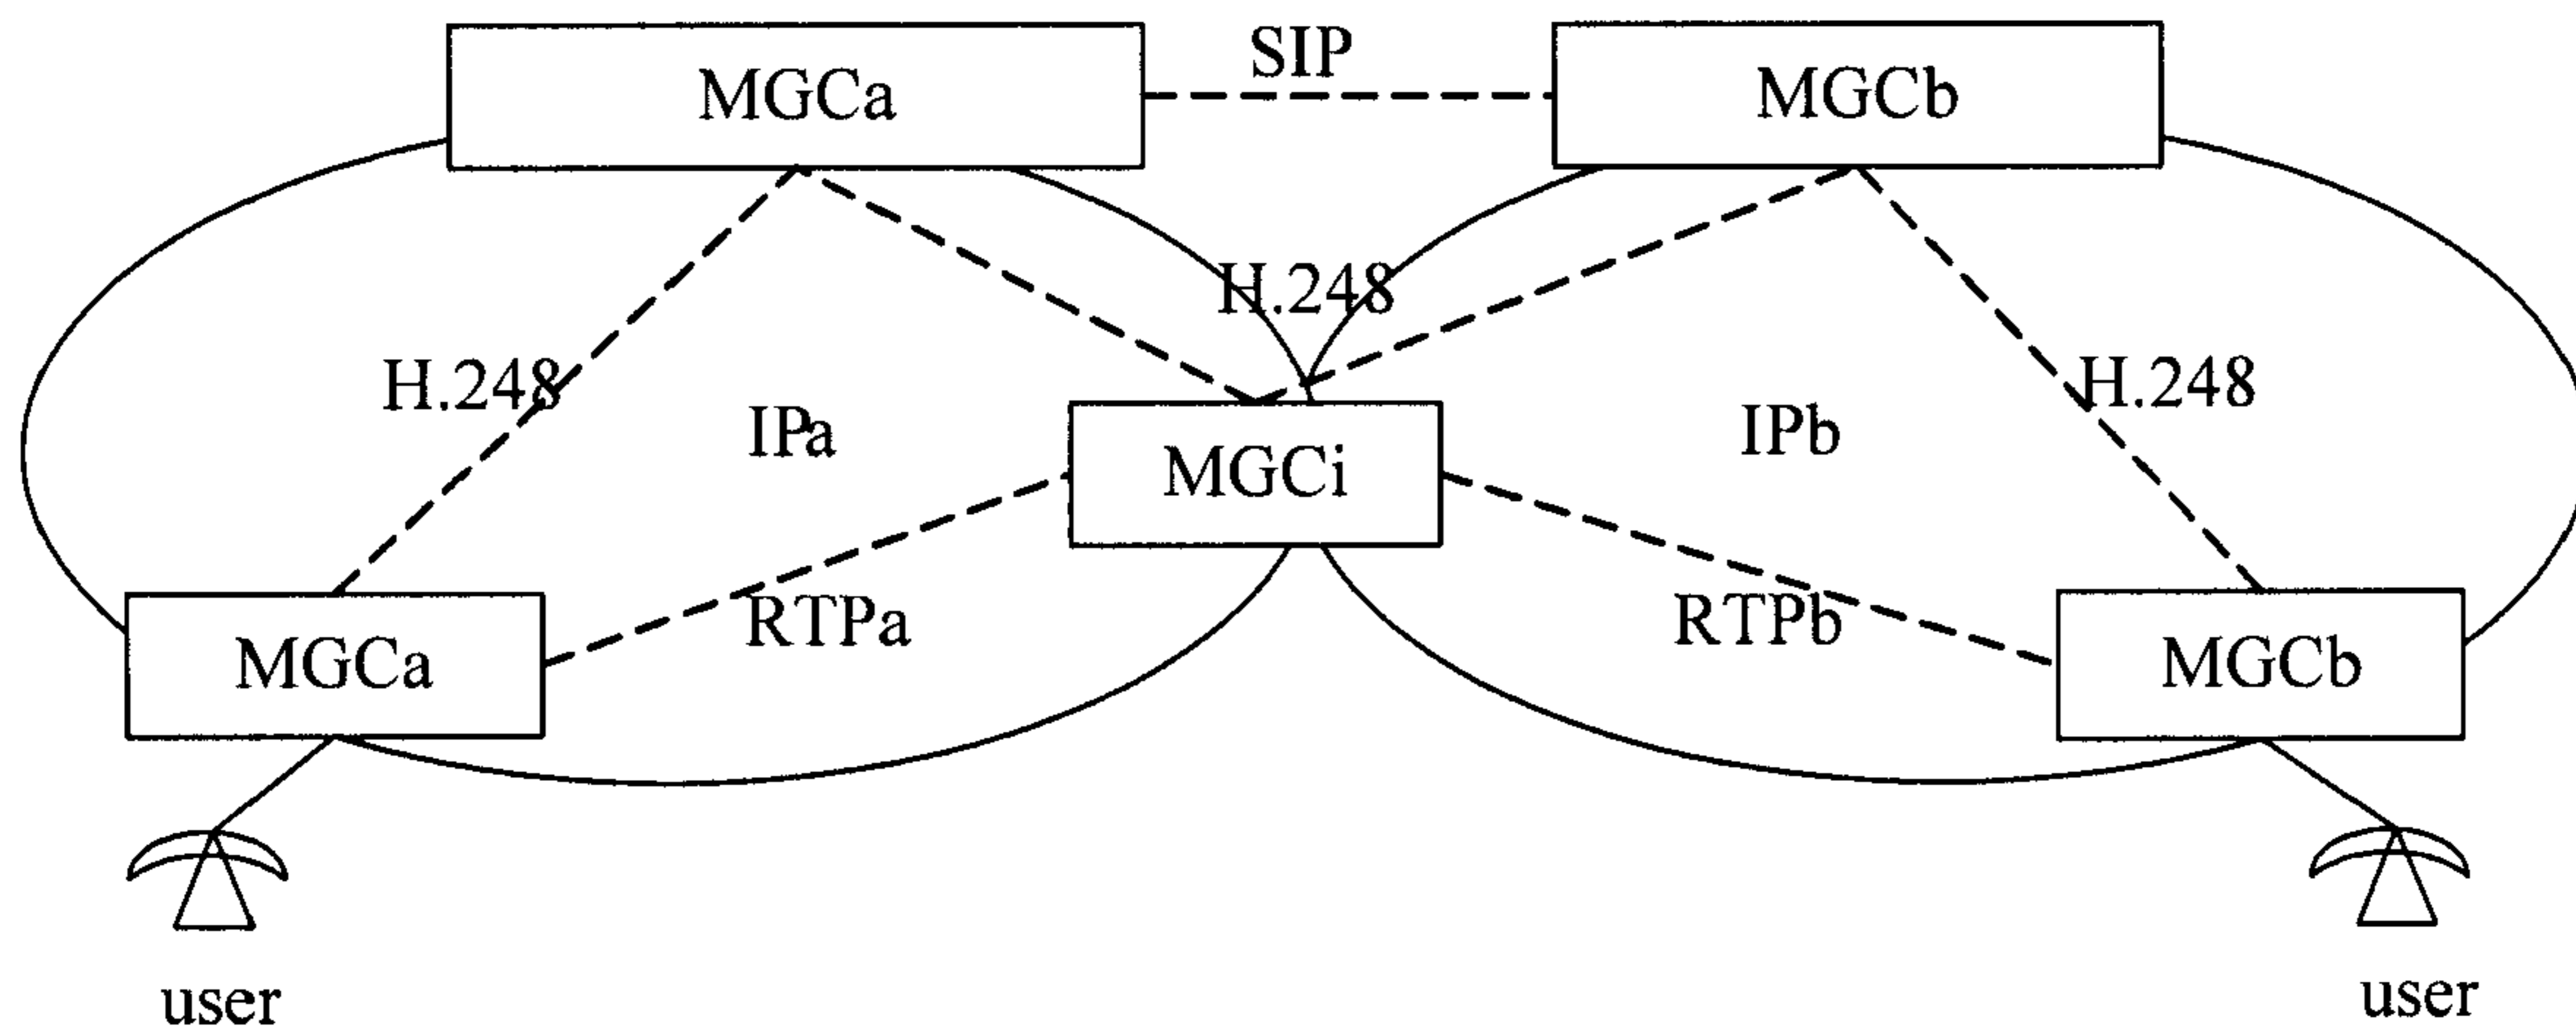 SIP
MGCa
MGCb
H.248
H.248
H.248
IPa
IPb
MGCi
RTPa
RTPb
MGCa
MGCb
user
user